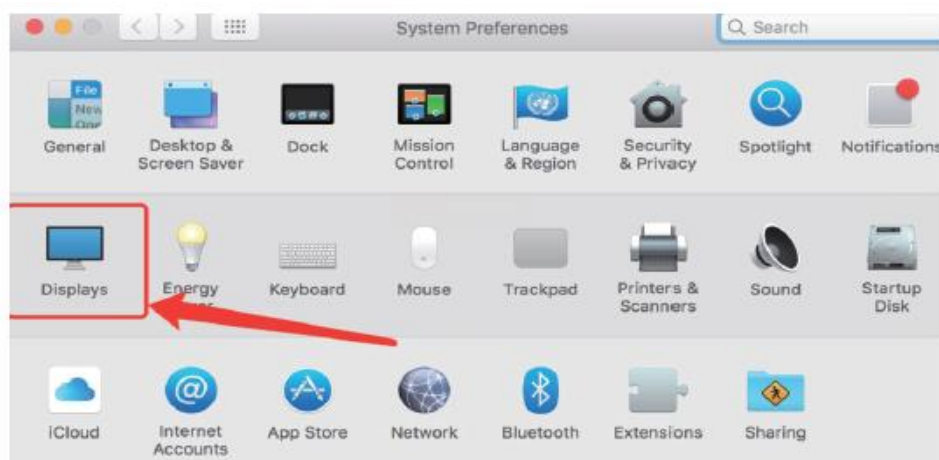 System Preferences
Search
File
New
One
General
Desktop &
Screen Saver
Dock
Mission
Control
Language
& Region
Security
& Privacy
Spotlight
Notifications
Displays
Energy
Keyboard
Mouse
Trackpad
Printers &
Scanners
Sound
Startup
Disk
iCloud
Internet
Accounts
App Store
Network
Bluetooth
Extensions
Sharing